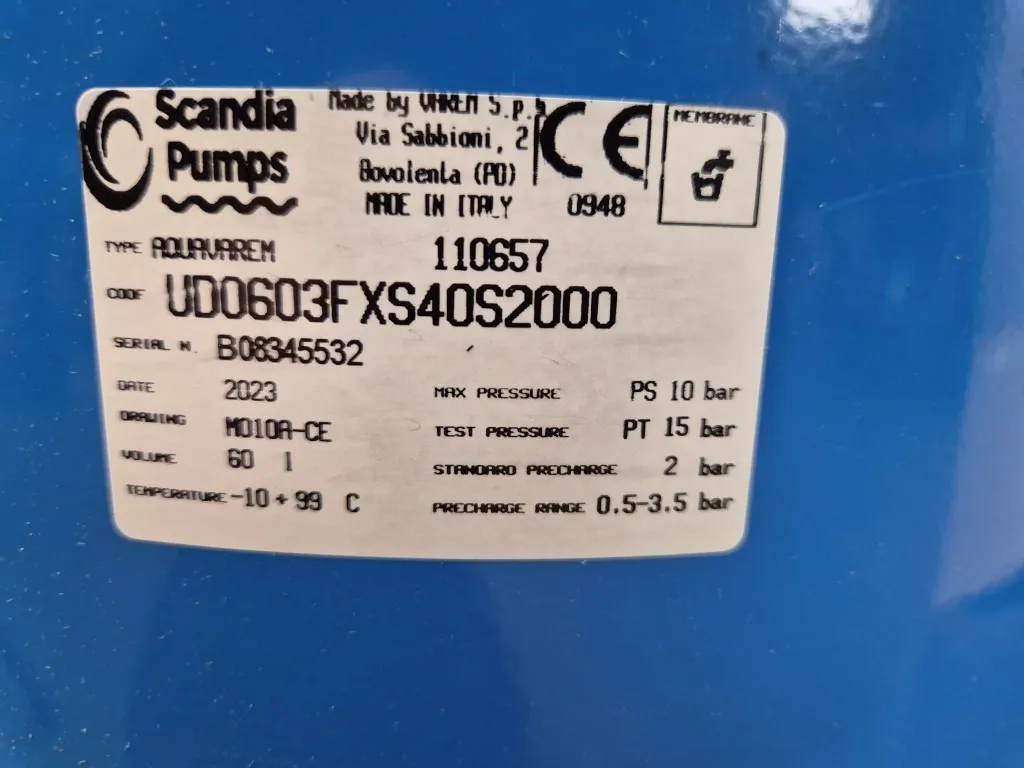 Scandia
Pumps
Made by VAREM S.p.a
Via Sabbioni, 2
Bovolenta (PD)
MADE IN ITALY
CE
0948
MEMBRANE
TYPE AQUAVAREM 110657
CODE UD0603FXS40S2000
SERIAL N. B08345532
DATE 2023
DRAWING M010A-CE
VOLUME 60 l
TEMPERATURE -10 + 99 C
MAX PRESSURE PS 10 bar
TEST PRESSURE PT 15 bar
STANDARD PRECHARGE 2 bar
PRECHARGE RANGE 0.5-3.5 bar